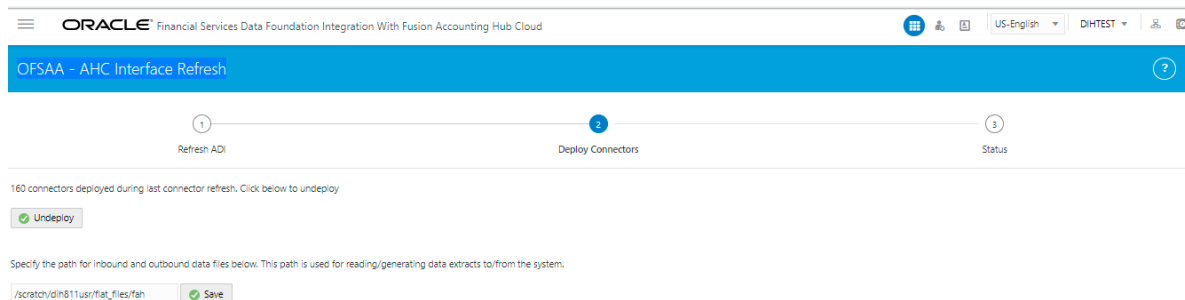 ORACLE® Financial Services Data Foundation Integration With Fusion Accounting Hub Cloud US-English DIHTEST
OFSAA - AHC Interface Refresh ?
1 2 3
Refresh ADI Deploy Connectors Status
160 connectors deployed during last connector refresh. Click below to undeploy
Undeploy
Specify the path for inbound and outbound data files below. This path is used for reading/generating data extracts to/from the system.
/scratch/dih811usr/flat_files/fah Save